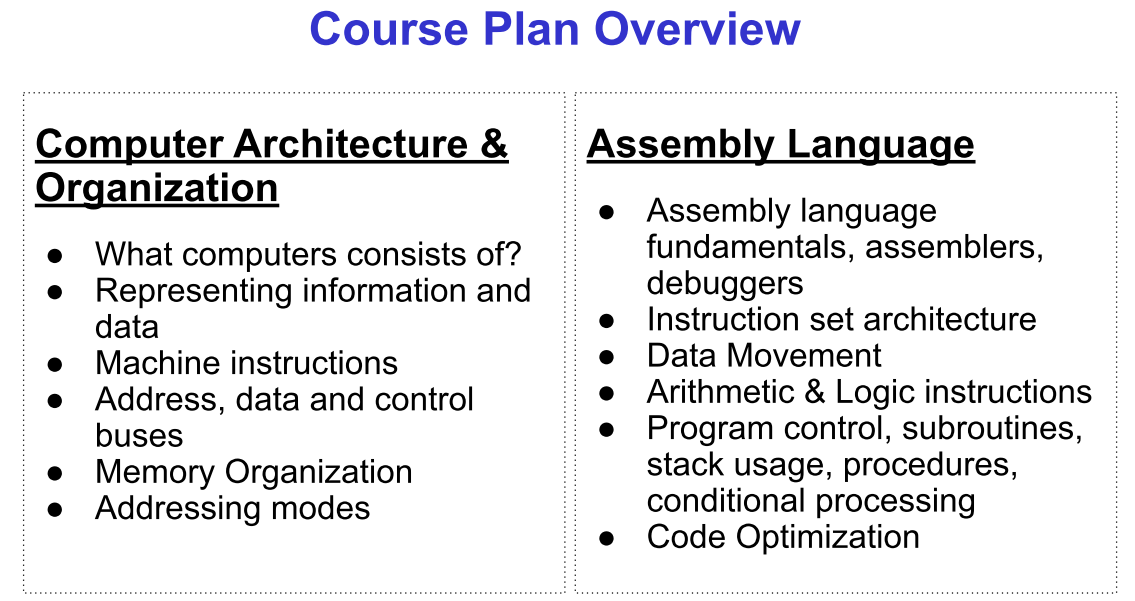 Course Plan Overview
Computer Architecture &
Organization
● What computers consists of?
● Representing information and
data
● Machine instructions
● Address, data and control
buses
● Memory Organization
● Addressing modes
Assembly Language
● Assembly language
fundamentals, assemblers,
debuggers
● Instruction set architecture
● Data Movement
● Arithmetic & Logic instructions
● Program control, subroutines,
stack usage, procedures,
conditional processing
● Code Optimization